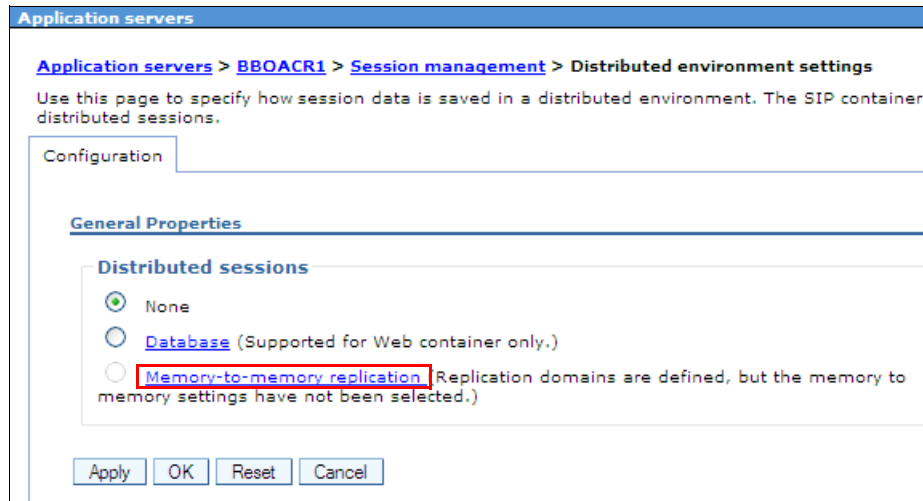 Application servers
Application servers > BBOACR1 > Session management > Distributed environment settings
Use this page to specify how session data is saved in a distributed environment. The SIP container
distributed sessions.
Configuration
General Properties
Distributed sessions
None
Database (Supported for Web container only.)
Memory-to-memory replication (Replication domains are defined, but the memory to
memory settings have not been selected.)
Apply OK Reset Cancel